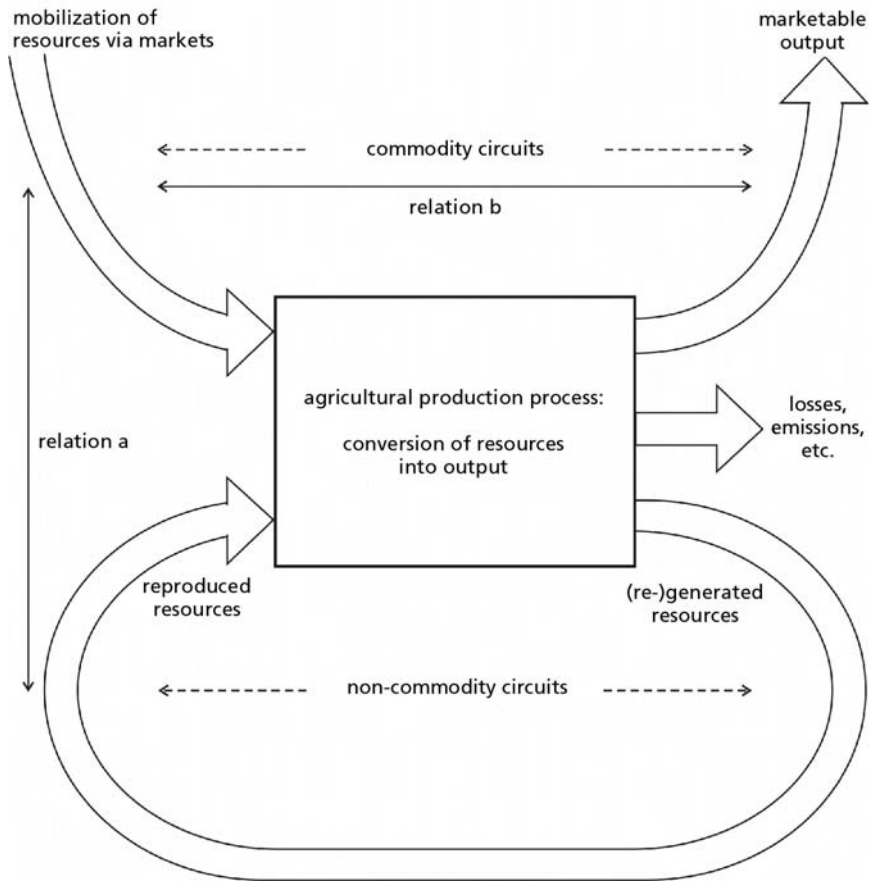 mobilization of
resources via markets
marketable
output
commodity circuits
relation b
agricultural production process:
conversion of resources
into output
losses,
emissions,
etc.
relation a
reproduced
resources
(re-)generated
resources
non-commodity circuits